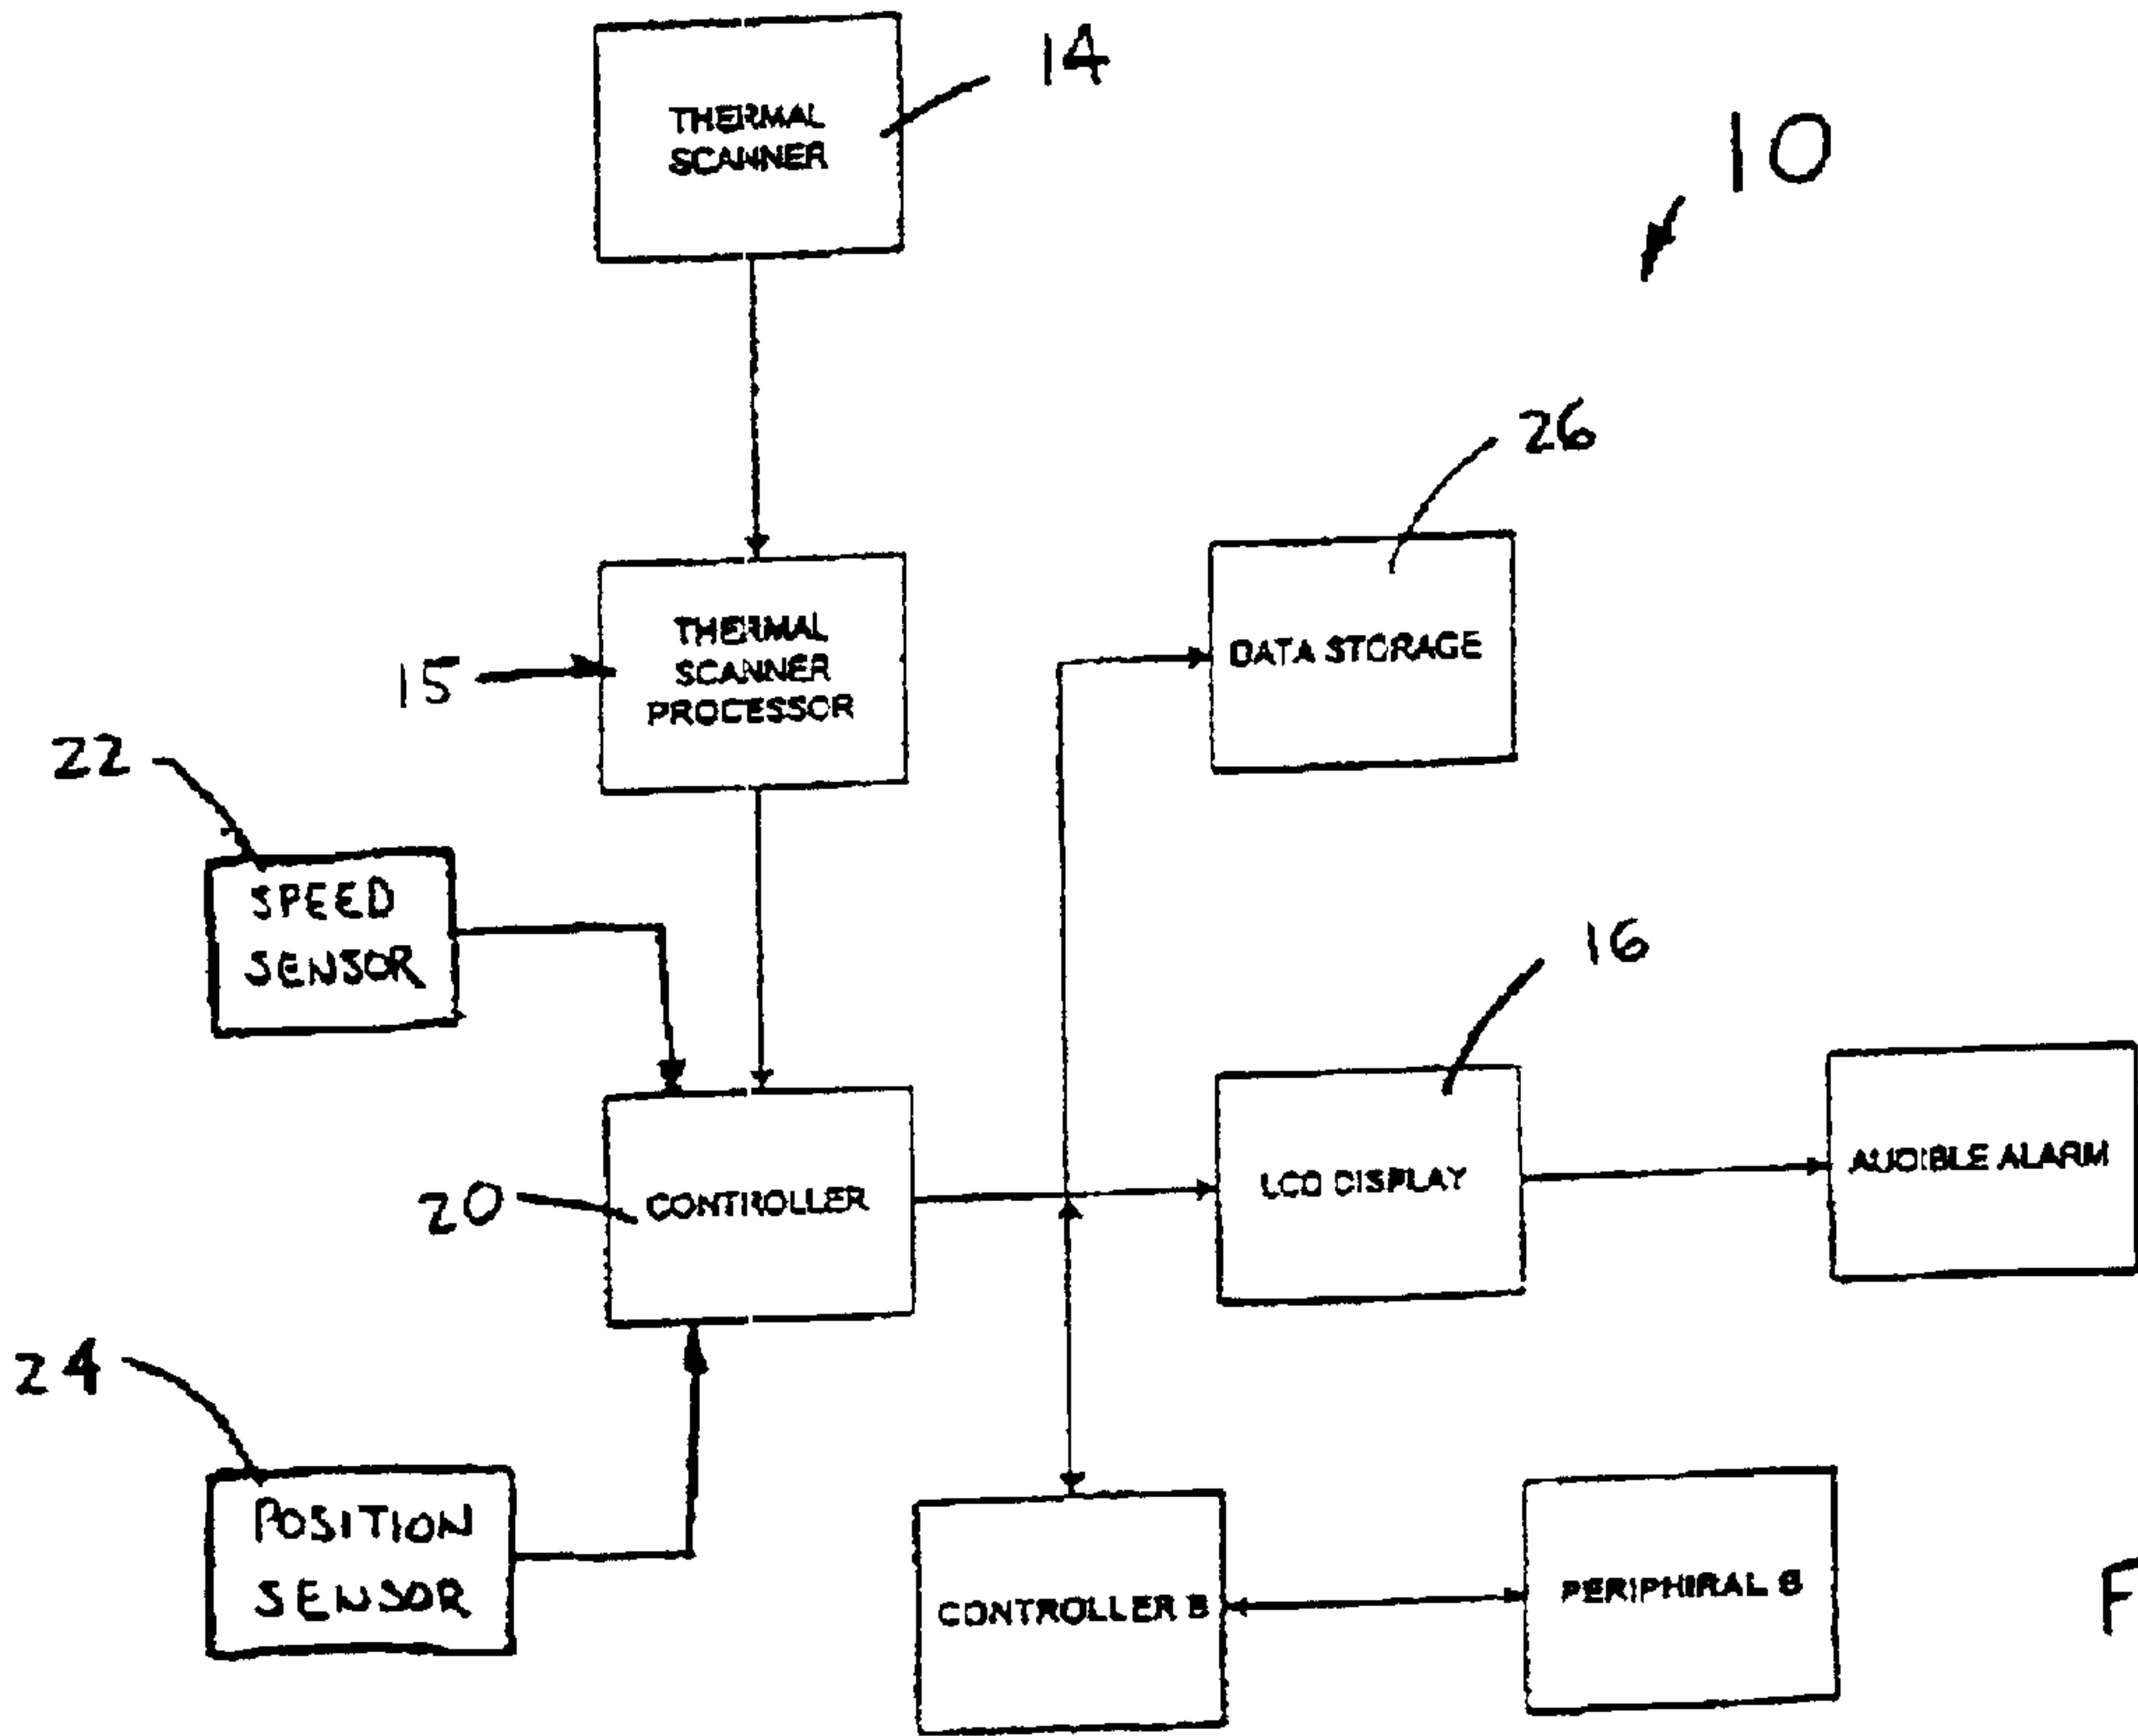 14
THERMAL
SCANNER
10
26
THERMAL
SCANNER
PROCESSOR
15
DATA STORAGE
22
SPEED
SENSOR
16
AUDIBLE ALARM
LCD DISPLAY
CONTROLLER
20
24
POSITION
SENSOR
CONTROLLER B
PERIPHIRAL
F